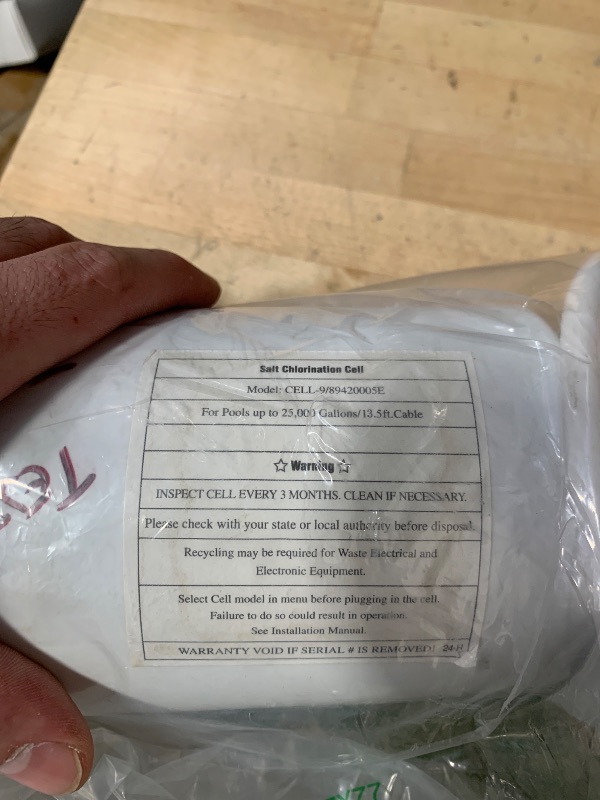 Salt Chlorination Cell
Model: CELL-9/89420005E
For Pools up to 25,000 Gallons/13.5ft.Cable
☆ Warning ☆
INSPECT CELL EVERY 3 MONTHS. CLEAN IF NECESSARY.
Please check with your state or local authority before disposal.
Recycling may be required for Waste Electrical and
Electronic Equipment.
Select Cell model in menu before plugging in the cell.
Failure to do so could result in operation.
See Installation Manual.
WARRANTY VOID IF SERIAL # IS REMOVED! 24-H